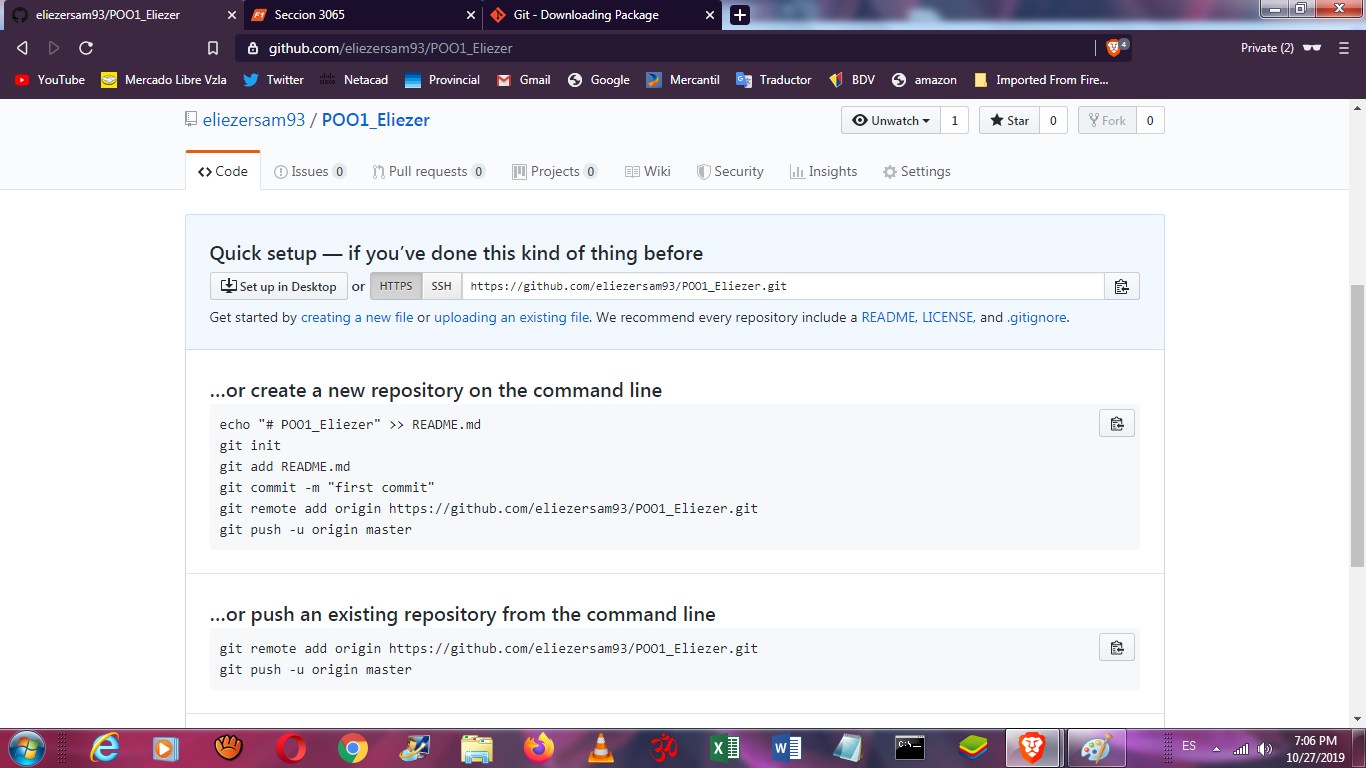 eliezersam93/POO1_Eliezer
Seccion 3065
Git - Downloading Package
github.com/eliezersam93/POO1_Eliezer
4
Private (2)
YouTube
Mercado Libre Vzla
Twitter
Netacad
Provincial
Gmail
Google
Mercantil
Traductor
BDV
amazon
Imported From Fire...
eliezersam93 / POO1_Eliezer
Unwatch 1
Star 0
Fork 0
Code
Issues 0
Pull requests 0
Projects 0
Wiki
Security
Insights
Settings
Quick setup — if you’ve done this kind of thing before
Set up in Desktop or HTTPS SSH https://github.com/eliezersam93/POO1_Eliezer.git
Get started by creating a new file or uploading an existing file. We recommend every repository include a README, LICENSE, and .gitignore.
…or create a new repository on the command line
echo "# POO1_Eliezer" >> README.md
git init
git add README.md
git commit -m "first commit"
git remote add origin https://github.com/eliezersam93/POO1_Eliezer.git
git push -u origin master
…or push an existing repository from the command line
git remote add origin https://github.com/eliezersam93/POO1_Eliezer.git
git push -u origin master
ES
7:06 PM
10/27/2019